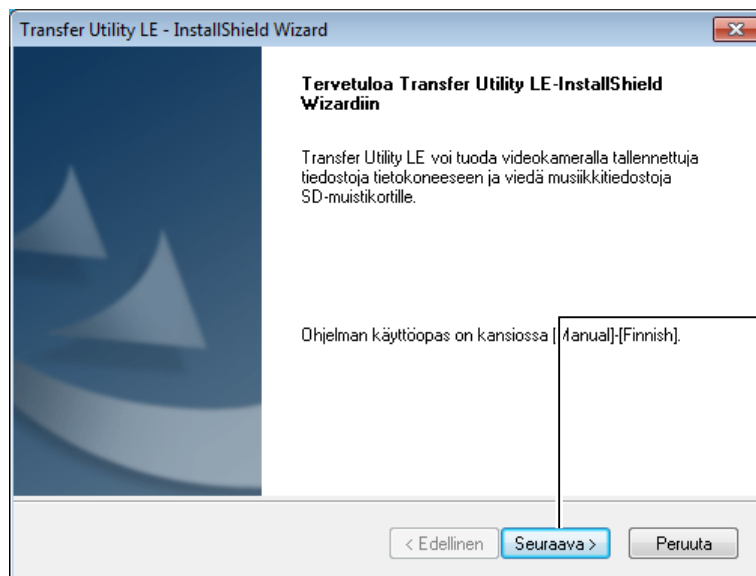 Transfer Utility LE - InstallShield Wizard
Tervetuloa Transfer Utility LE-InstallShield
Wizardiin
Transfer Utility LE voi tuoda videokameralla tallennettuja
tiedostoja tietokoneeseen ja viedä musiikkitiedostoja
SD-muistikortille.
Ohjelman käyttöopas on kansiossa [Manual]-[Finnish].
< Edellinen
Seuraava >
Peruuta